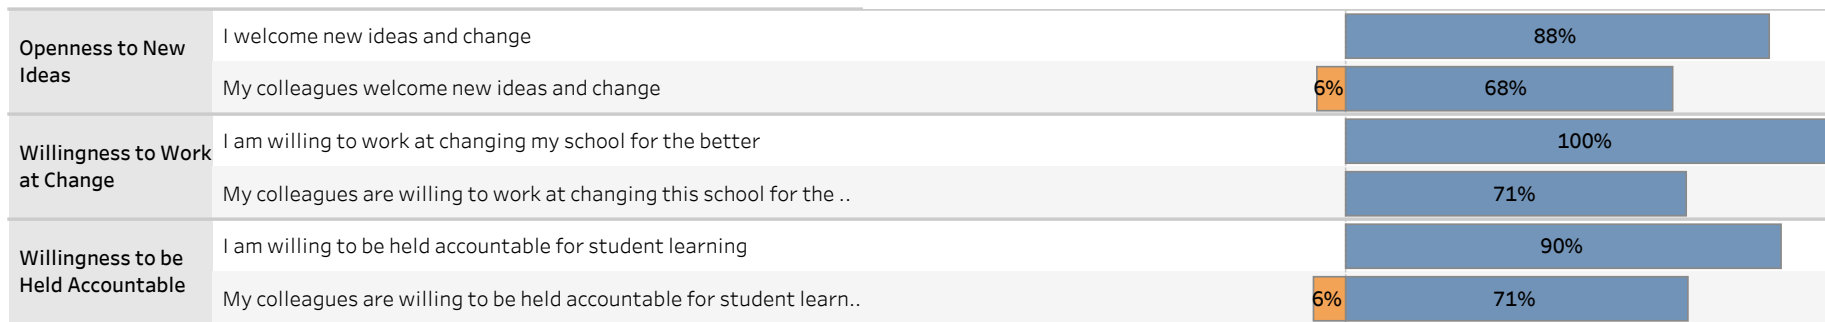 Openness to New
Ideas
I welcome new ideas and change
88%
My colleagues welcome new ideas and change
6%
68%
Willingness to Work
at Change
I am willing to work at changing my school for the better
100%
My colleagues are willing to work at changing this school for the ..
71%
Willingness to be
Held Accountable
I am willing to be held accountable for student learning
90%
My colleagues are willing to be held accountable for student learn..
6%
71%